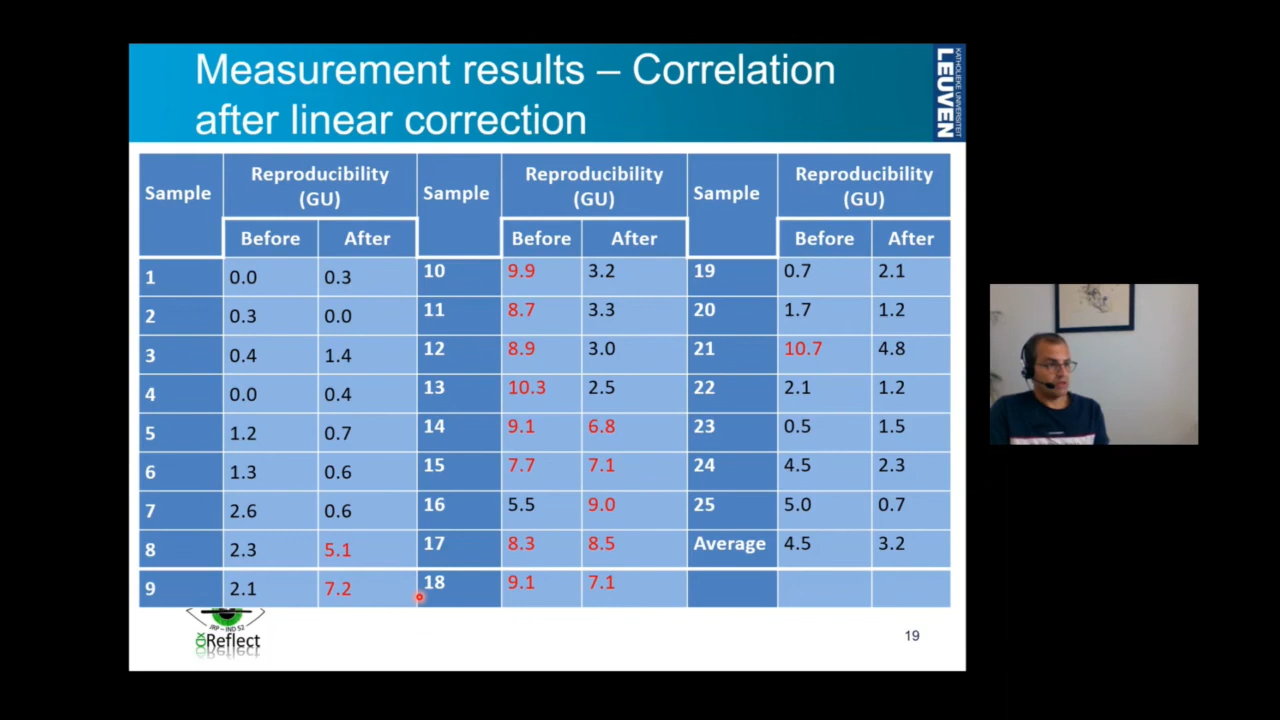 Measurement results – Correlation
after linear correction
KATHOLIEKE UNIVERSITEIT
LEUVEN
Sample Reproducibility (GU) Sample Reproducibility (GU) Sample Reproducibility (GU)
Before After Before After Before After
1 0.0 0.3 10 9.9 3.2 19 0.7 2.1
2 0.3 0.0 11 8.7 3.3 20 1.7 1.2
3 0.4 1.4 12 8.9 3.0 21 10.7 4.8
4 0.0 0.4 13 10.3 2.5 22 2.1 1.2
5 1.2 0.7 14 9.1 6.8 23 0.5 1.5
6 1.3 0.6 15 7.7 7.1 24 4.5 2.3
7 2.6 0.6 16 5.5 9.0 25 5.0 0.7
8 2.3 5.1 17 8.3 8.5 Average 4.5 3.2
9 2.1 7.2 18 9.1 7.1
JRP – IND 52
xDReflect
19